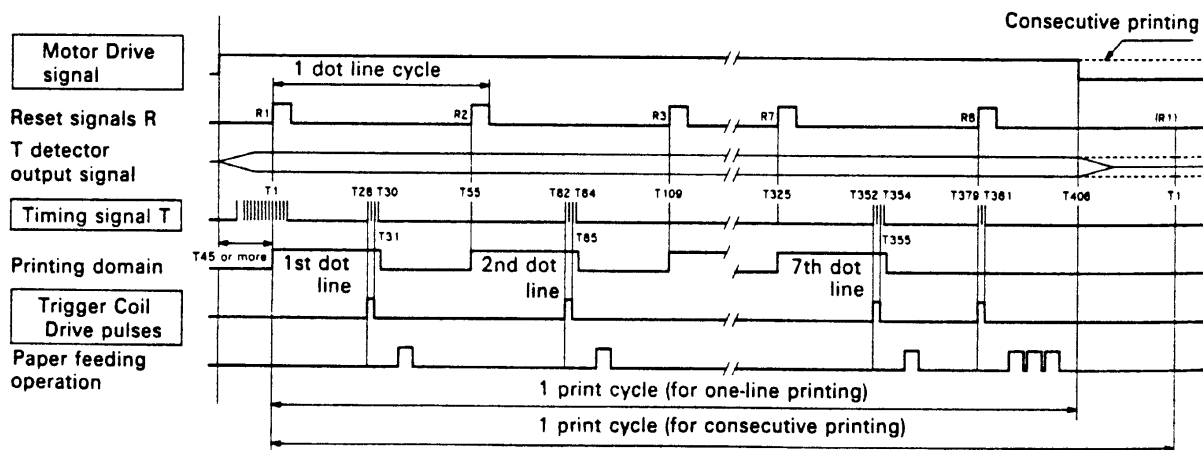 Consecutive printing
Motor Drive
signal
1 dot line cycle
Reset signals R
R1
R2
R3
R7
R8
(R1)
T detector
output signal
T1
T28
T30
T55
T82
T84
T109
T325
T352
T354
T379
T381
T406
T1
Timing signal T
T31
T85
T355
T45 or more
Printing domain
1st dot
line
2nd dot
line
7th dot
line
Trigger Coil
Drive pulses
Paper feeding
operation
1 print cycle (for one-line printing)
1 print cycle (for consecutive printing)